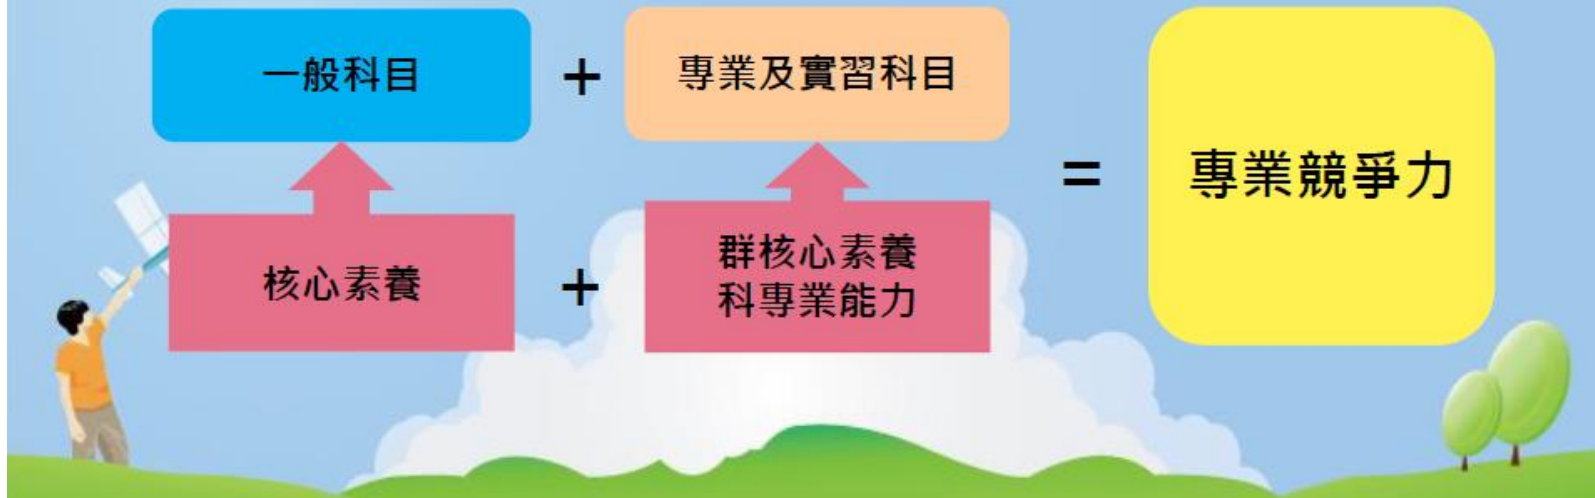 一般科目
+
專業及實習科目
=
專業競爭力
核心素養
+
群核心素養
科專業能力